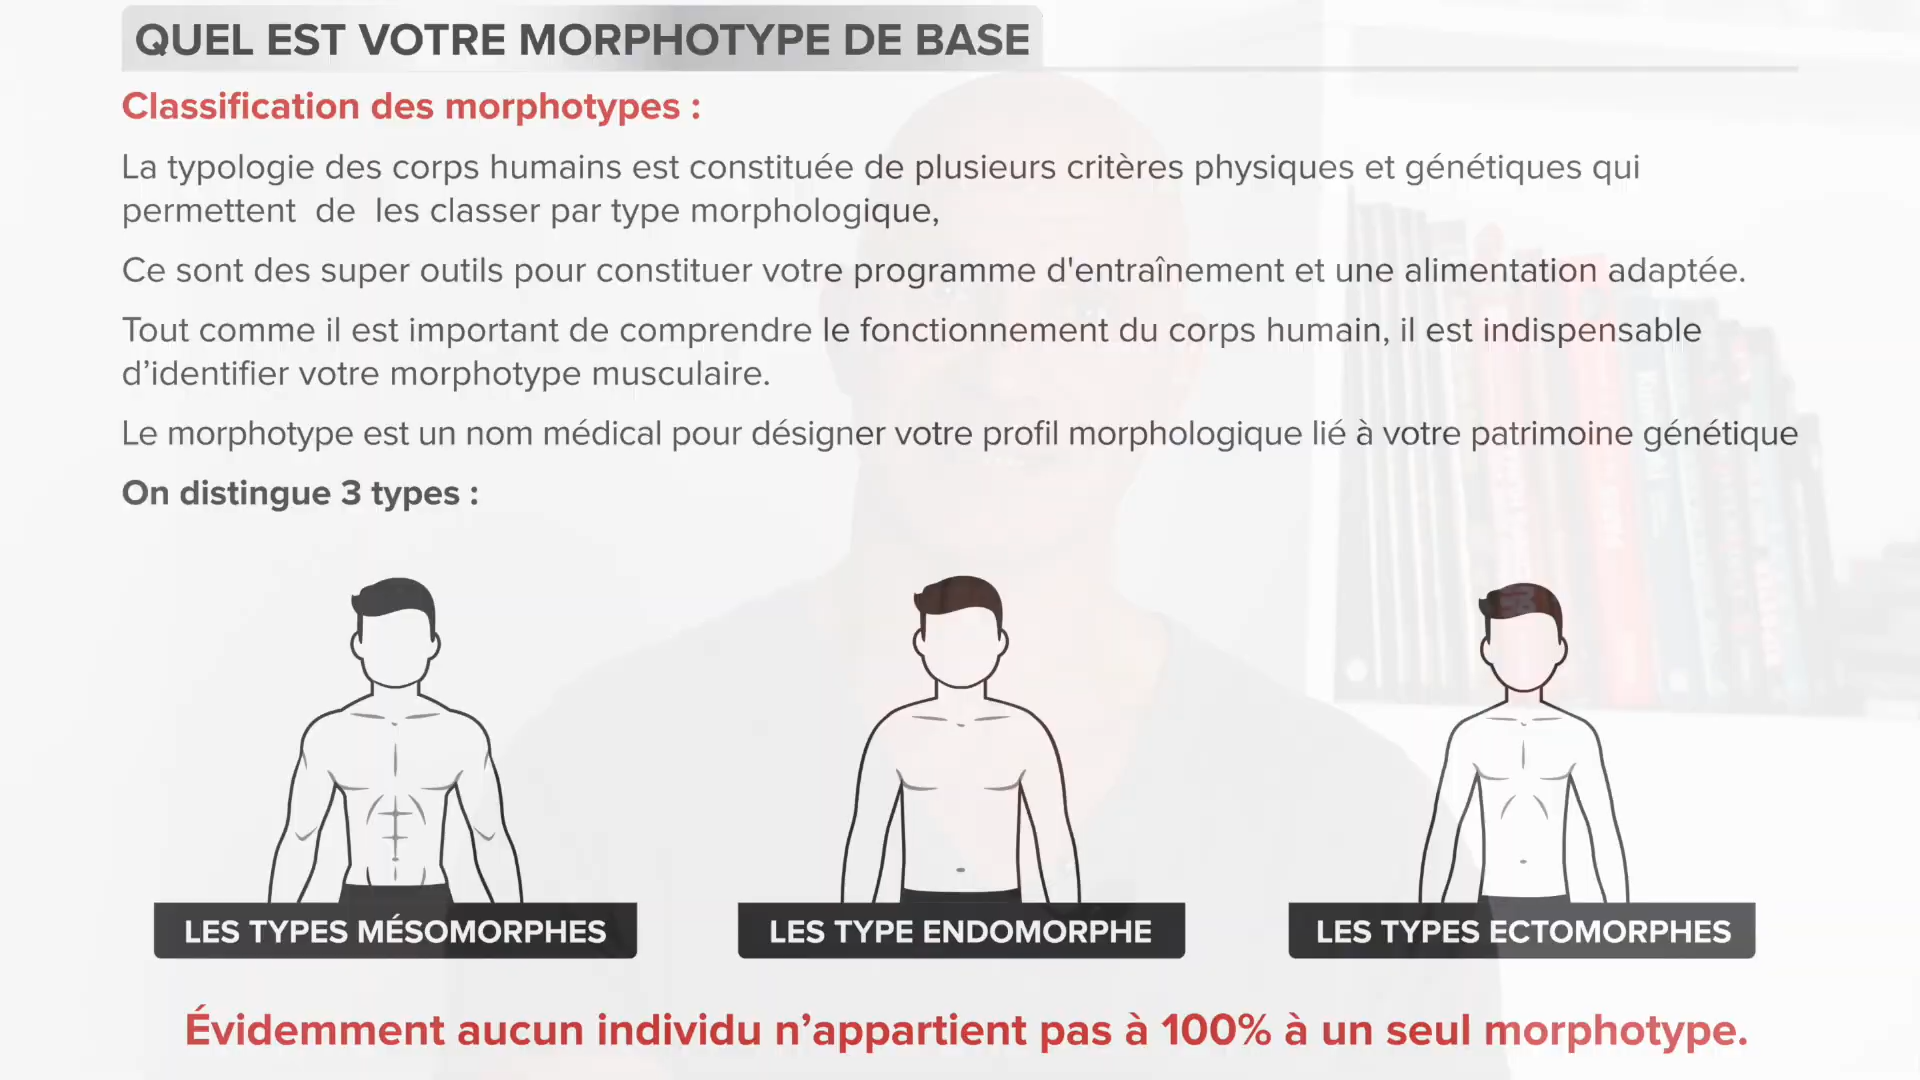 QUEL EST VOTRE MORPHOTYPE DE BASE
Classification des morphotypes :
La typologie des corps humains est constituée de plusieurs critères physiques et génétiques qui
permettent de les classer par type morphologique,
Ce sont des super outils pour constituer votre programme d'entraînement et une alimentation adaptée.
Tout comme il est important de comprendre le fonctionnement du corps humain, il est indispensable
d’identifier votre morphotype musculaire.
Le morphotype est un nom médical pour désigner votre profil morphologique lié à votre patrimoine génétique
On distingue 3 types :
LES TYPES MÉSOMORPHES
LES TYPE ENDOMORPHE
LES TYPES ECTOMORPHES
Évidemment aucun individu n’appartient pas à 100% à un seul morphotype.